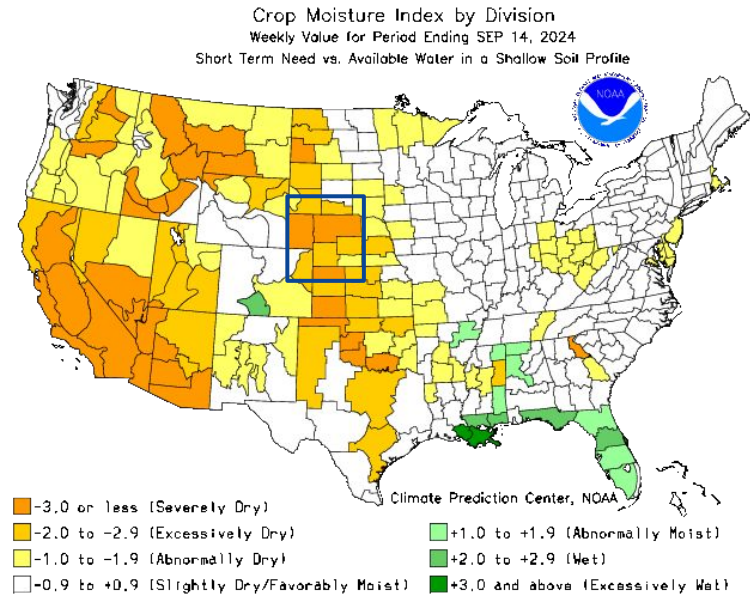 Crop Moisture Index by Division
Weekly Value for Period Ending SEP 14, 2024
Short Term Need vs. Available Water in a Shallow Soil Profile
NOAA
Climate Prediction Center, NOAA
-3.0 or less (Severely Dry)
-2.0 to -2.9 (Excessively Dry)
-1.0 to -1.9 (Abnormally Dry)
-0.9 to +0.9 (Slightly Dry/Favorably Moist)
+1.0 to +1.9 (Abnormally Moist)
+2.0 to +2.9 (Wet)
+3.0 and above (Excessively Wet)